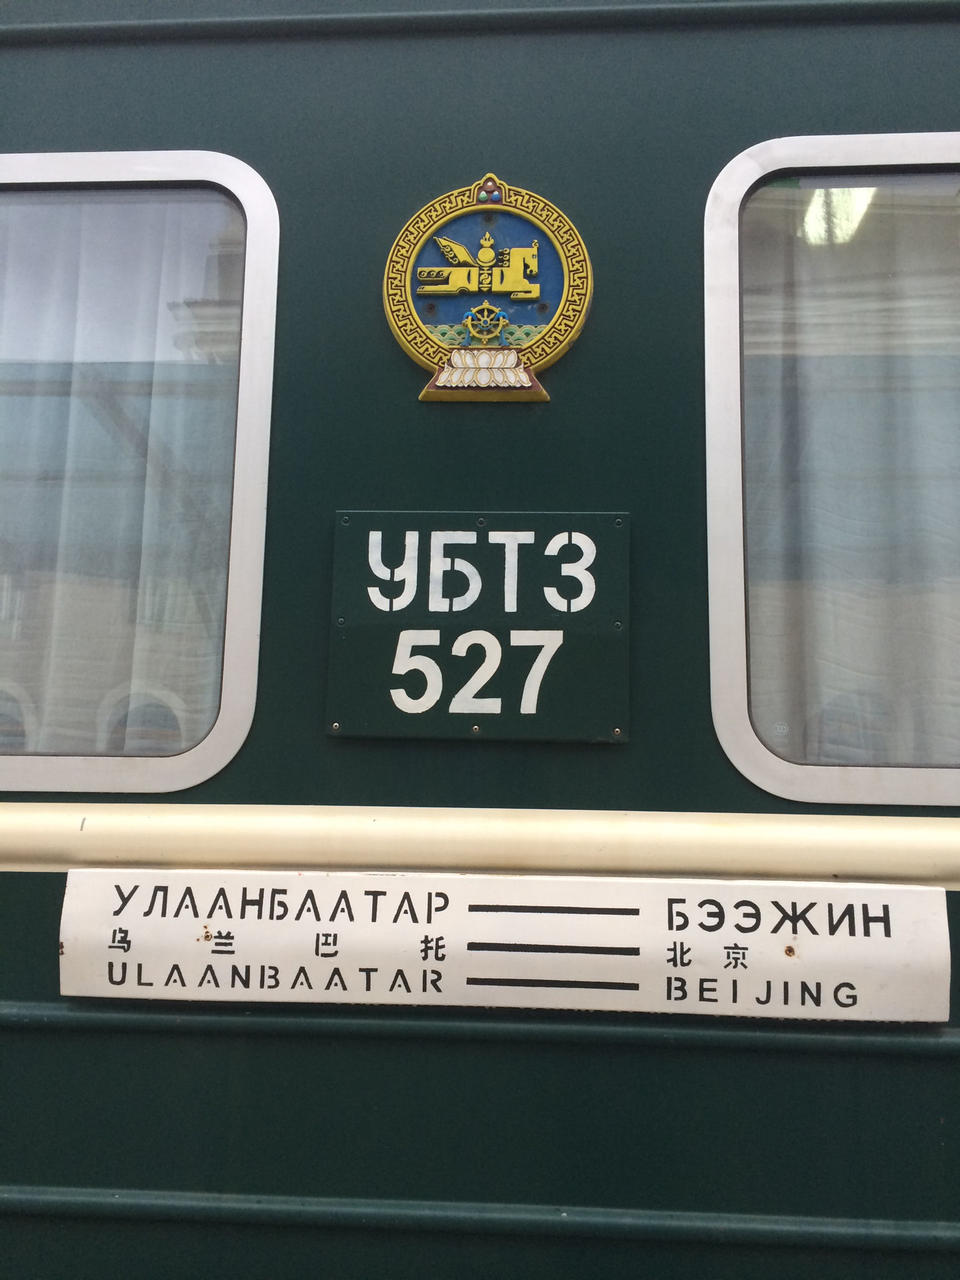 УБТЗ
527
УЛААНБААТАР — БЭЭЖИН
乌兰巴托 — 北京
ULAANBAATAR — BEIJING